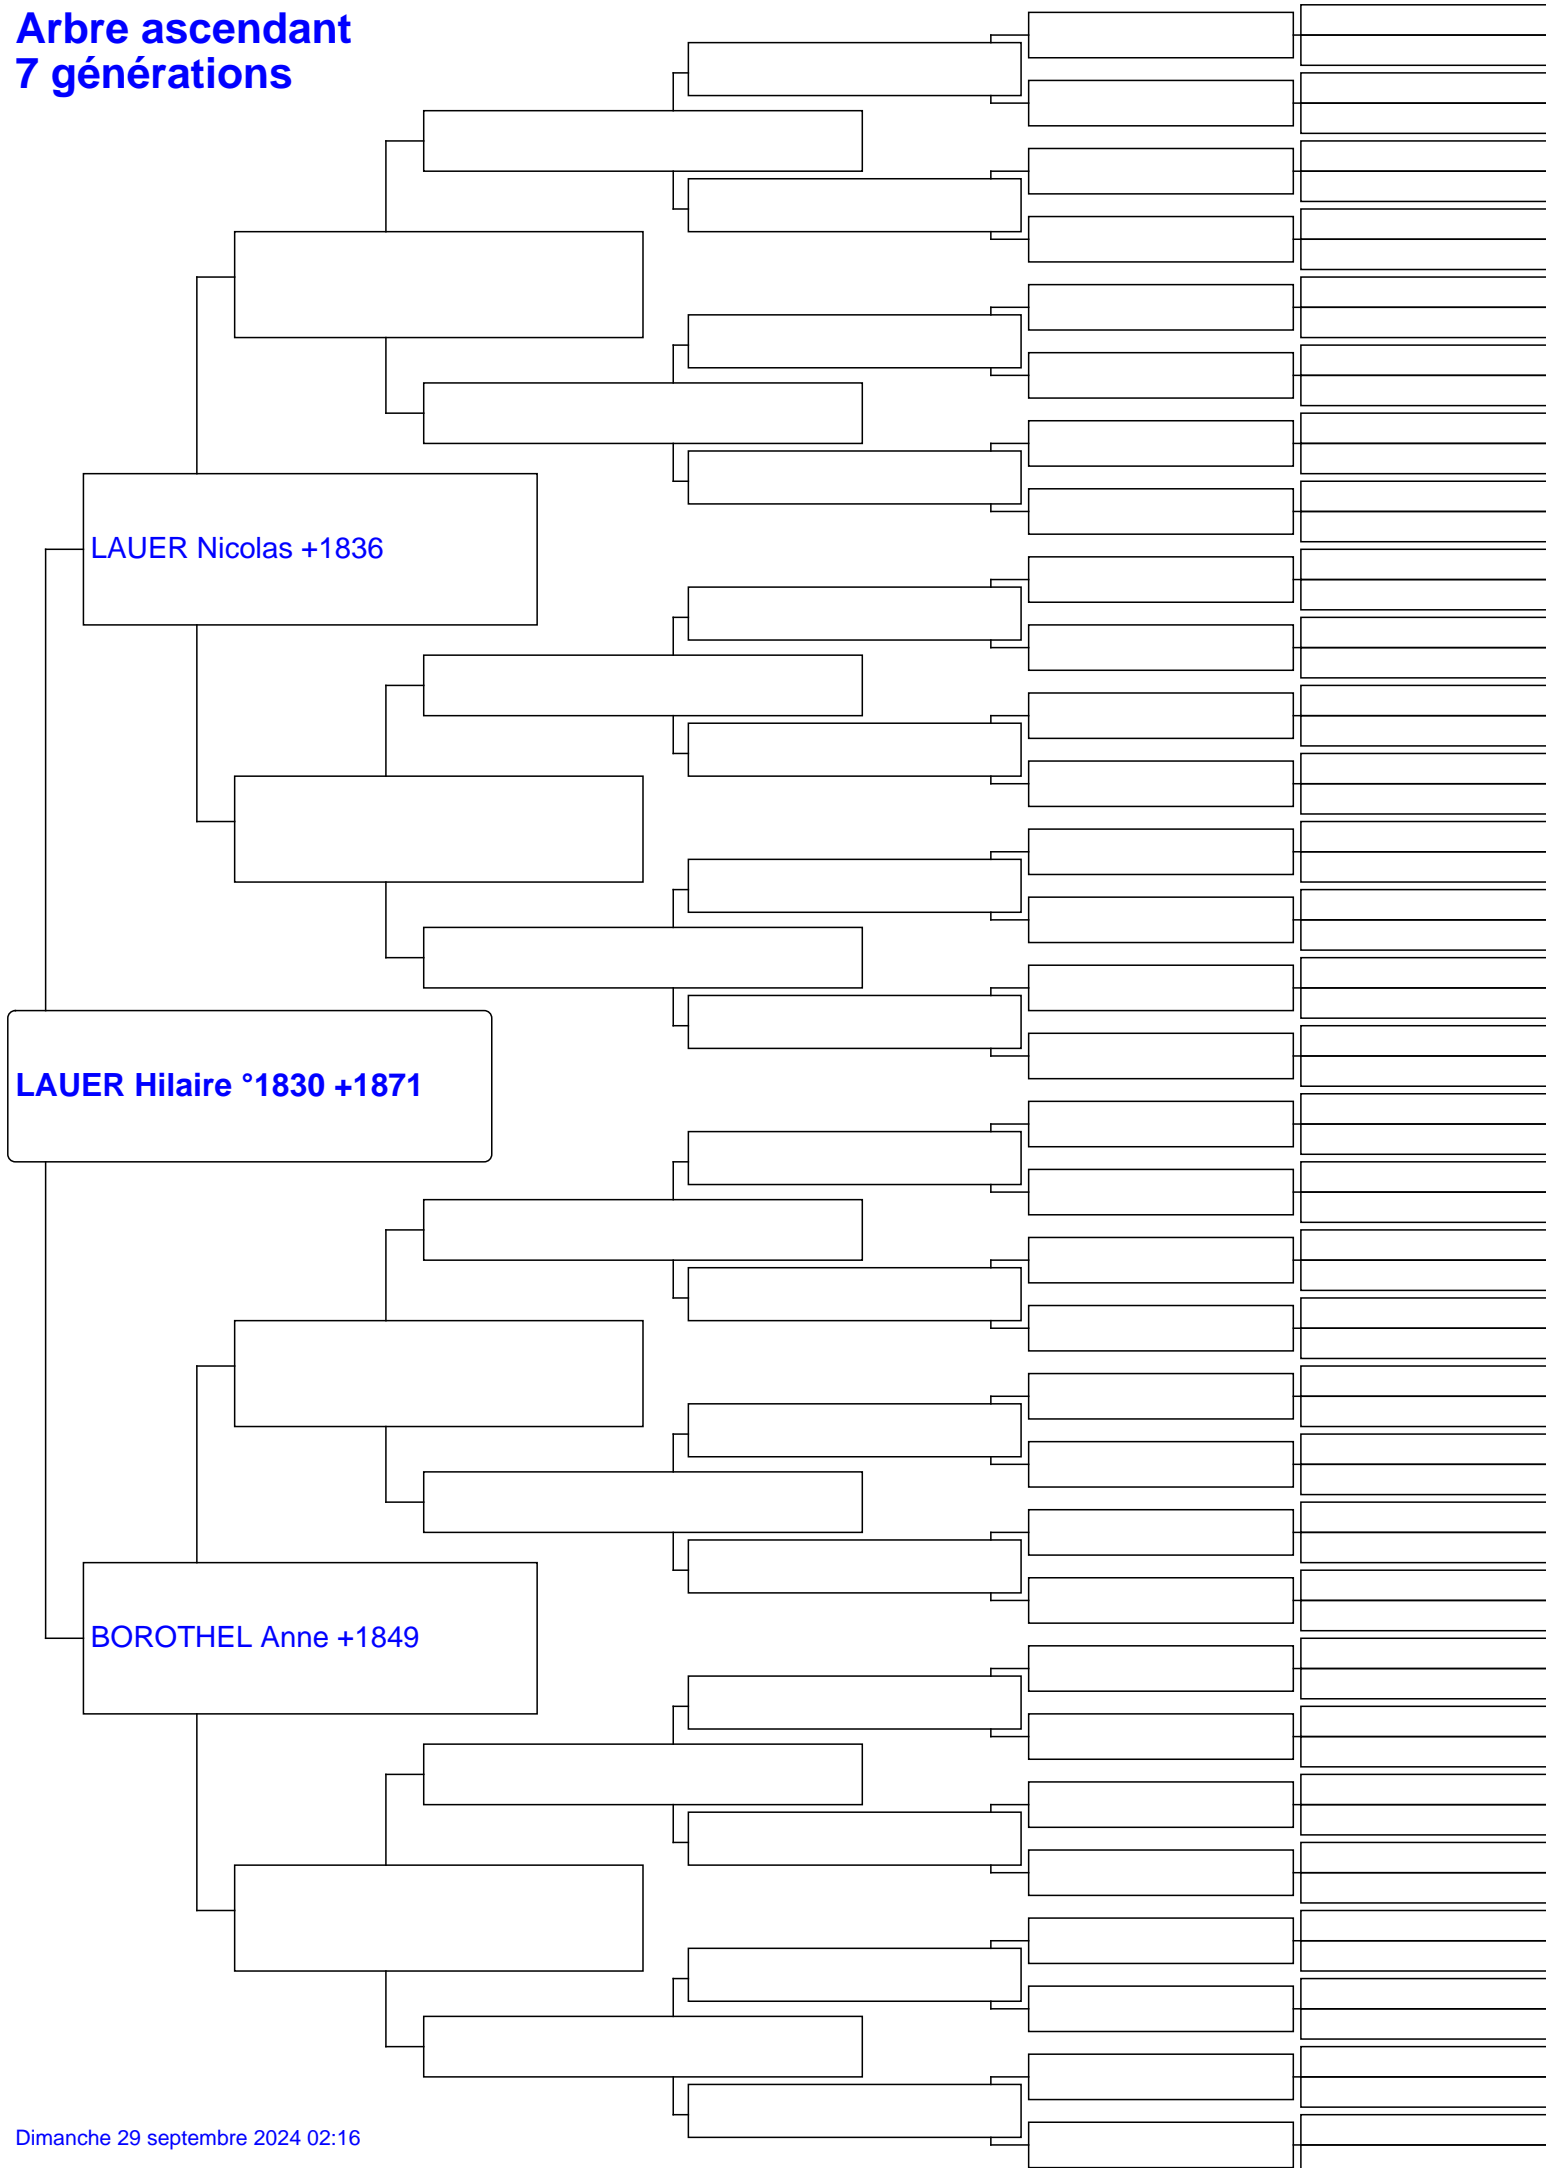 Arbre ascendant
7 générations
LAUER Nicolas +1836
LAUER Hilaire °1830 +1871
BOROTHEL Anne +1849
Dimanche 29 septembre 2024 02:16